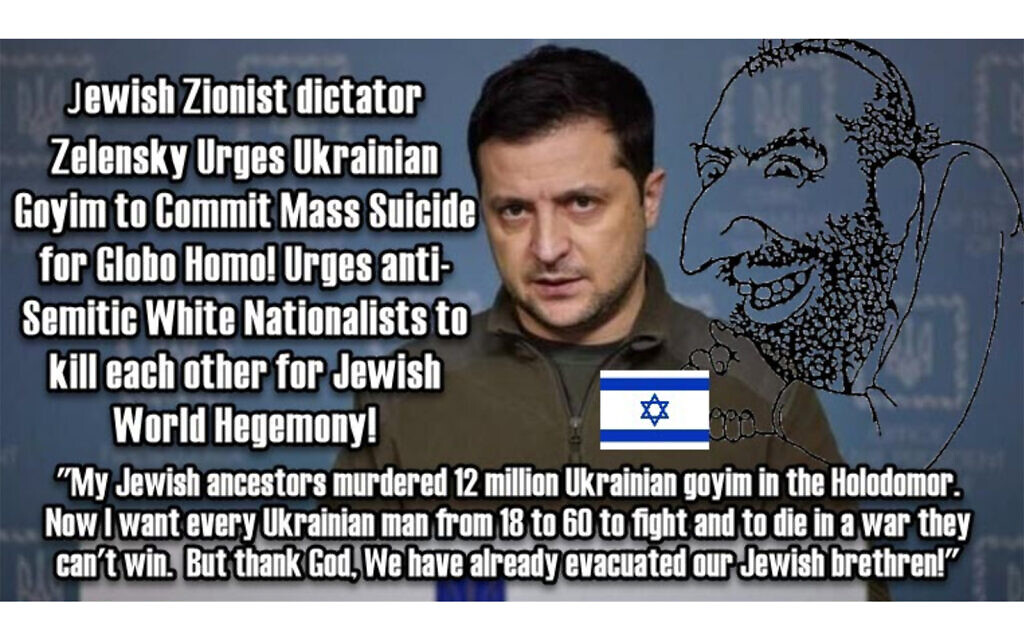 Jewish Zionist dictator
Zelensky Urges Ukrainian
Goyim to Commit Mass Suicide
for Globo Homo! Urges anti-
Semitic White Nationalists to
kill each other for Jewish
World Hegemony!
"My Jewish ancestors murdered 12 million Ukrainian goyim in the Holodomor.
Now I want every Ukrainian man from 18 to 60 to fight and to die in a war they
can't win. But thank God, We have already evacuated our Jewish brethren!"